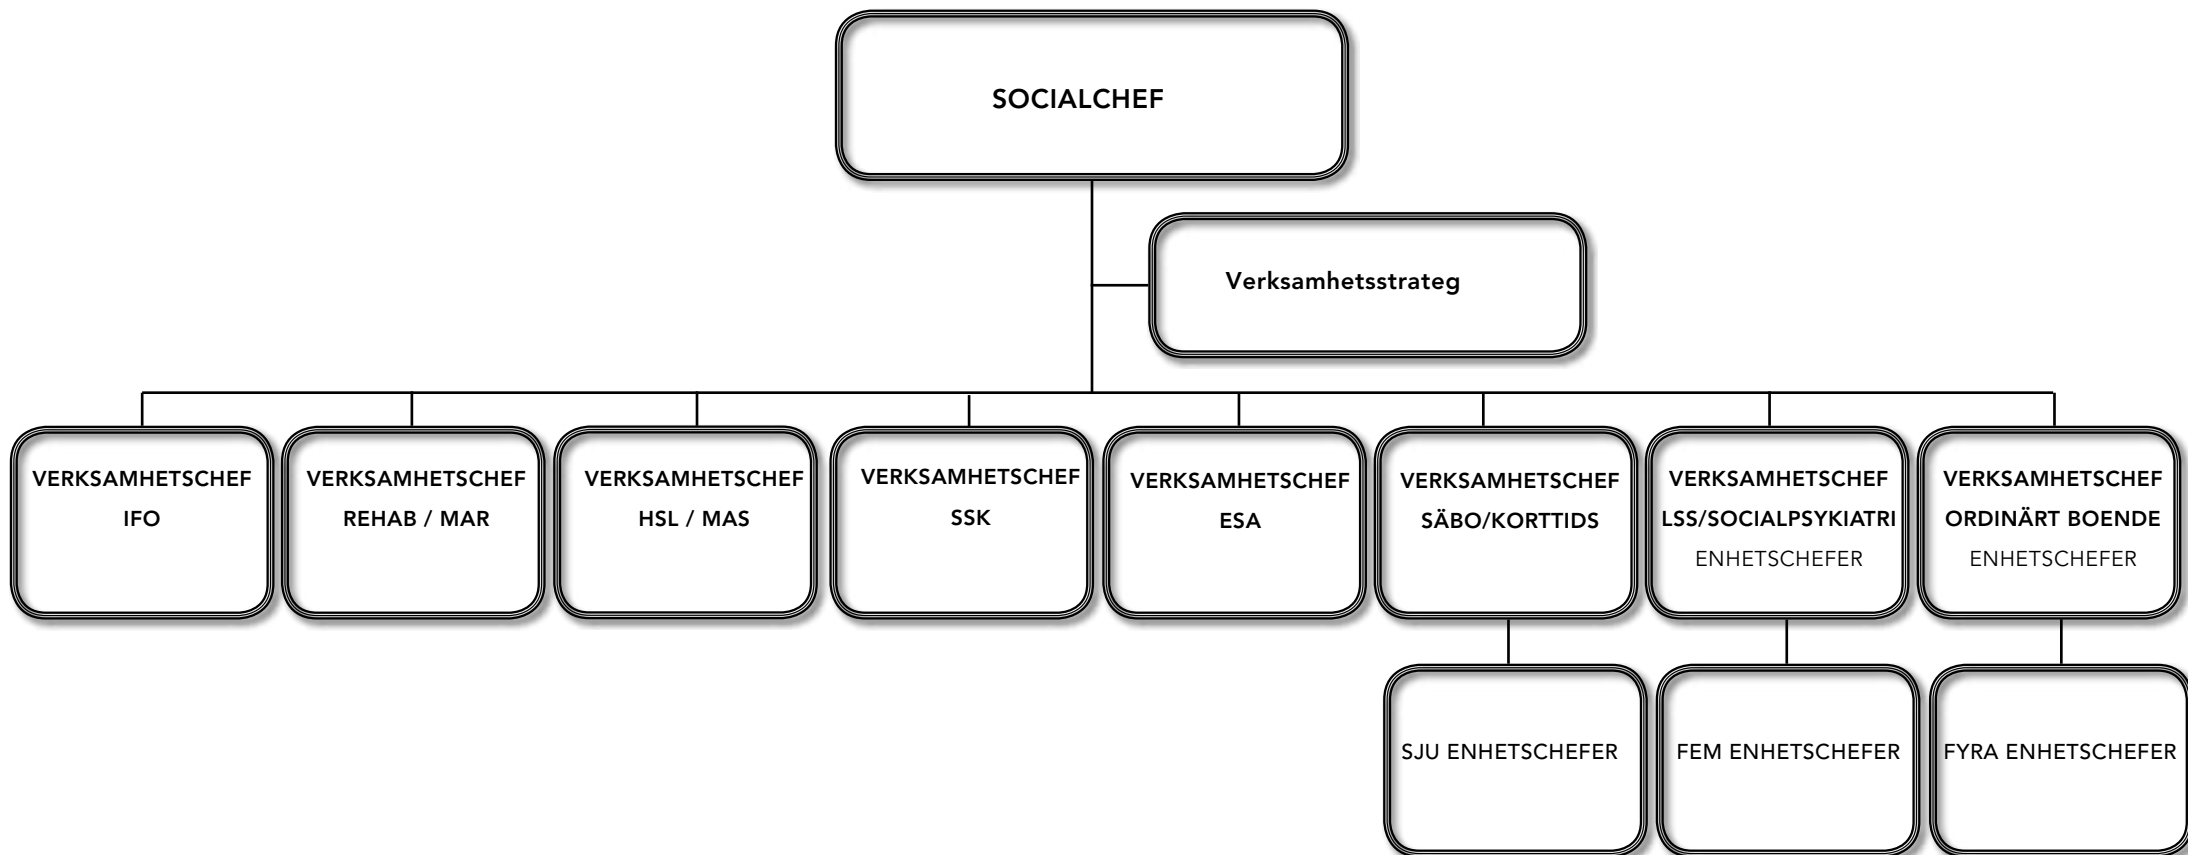 SOCIALCHEF
Verksamhetsstrateg
VERKSAMHETSCHEF
IFO
VERKSAMHETSCHEF
REHAB / MAR
VERKSAMHETSCHEF
HSL / MAS
VERKSAMHETSCHEF
SSK
VERKSAMHETSCHEF
ESA
VERKSAMHETSCHEF
SÄBO/KORTTIDS
VERKSAMHETSCHEF
LSS/SOCIALPSYKIATRI
ENHETSCHEFER
VERKSAMHETSCHEF
ORDINÄRT BOENDE
ENHETSCHEFER
SJU ENHETSCHEFER
FEM ENHETSCHEFER
FYRA ENHETSCHEFER